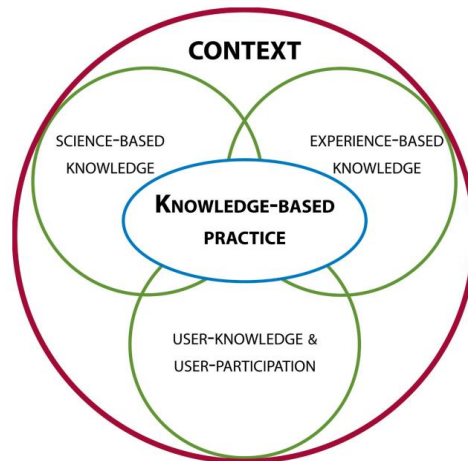 CONTEXT
SCIENCE-BASED
KNOWLEDGE
EXPERIENCE-BASED
KNOWLEDGE
KNOWLEDGE-BASED
PRACTICE
USER-KNOWLEDGE &
USER-PARTICIPATION